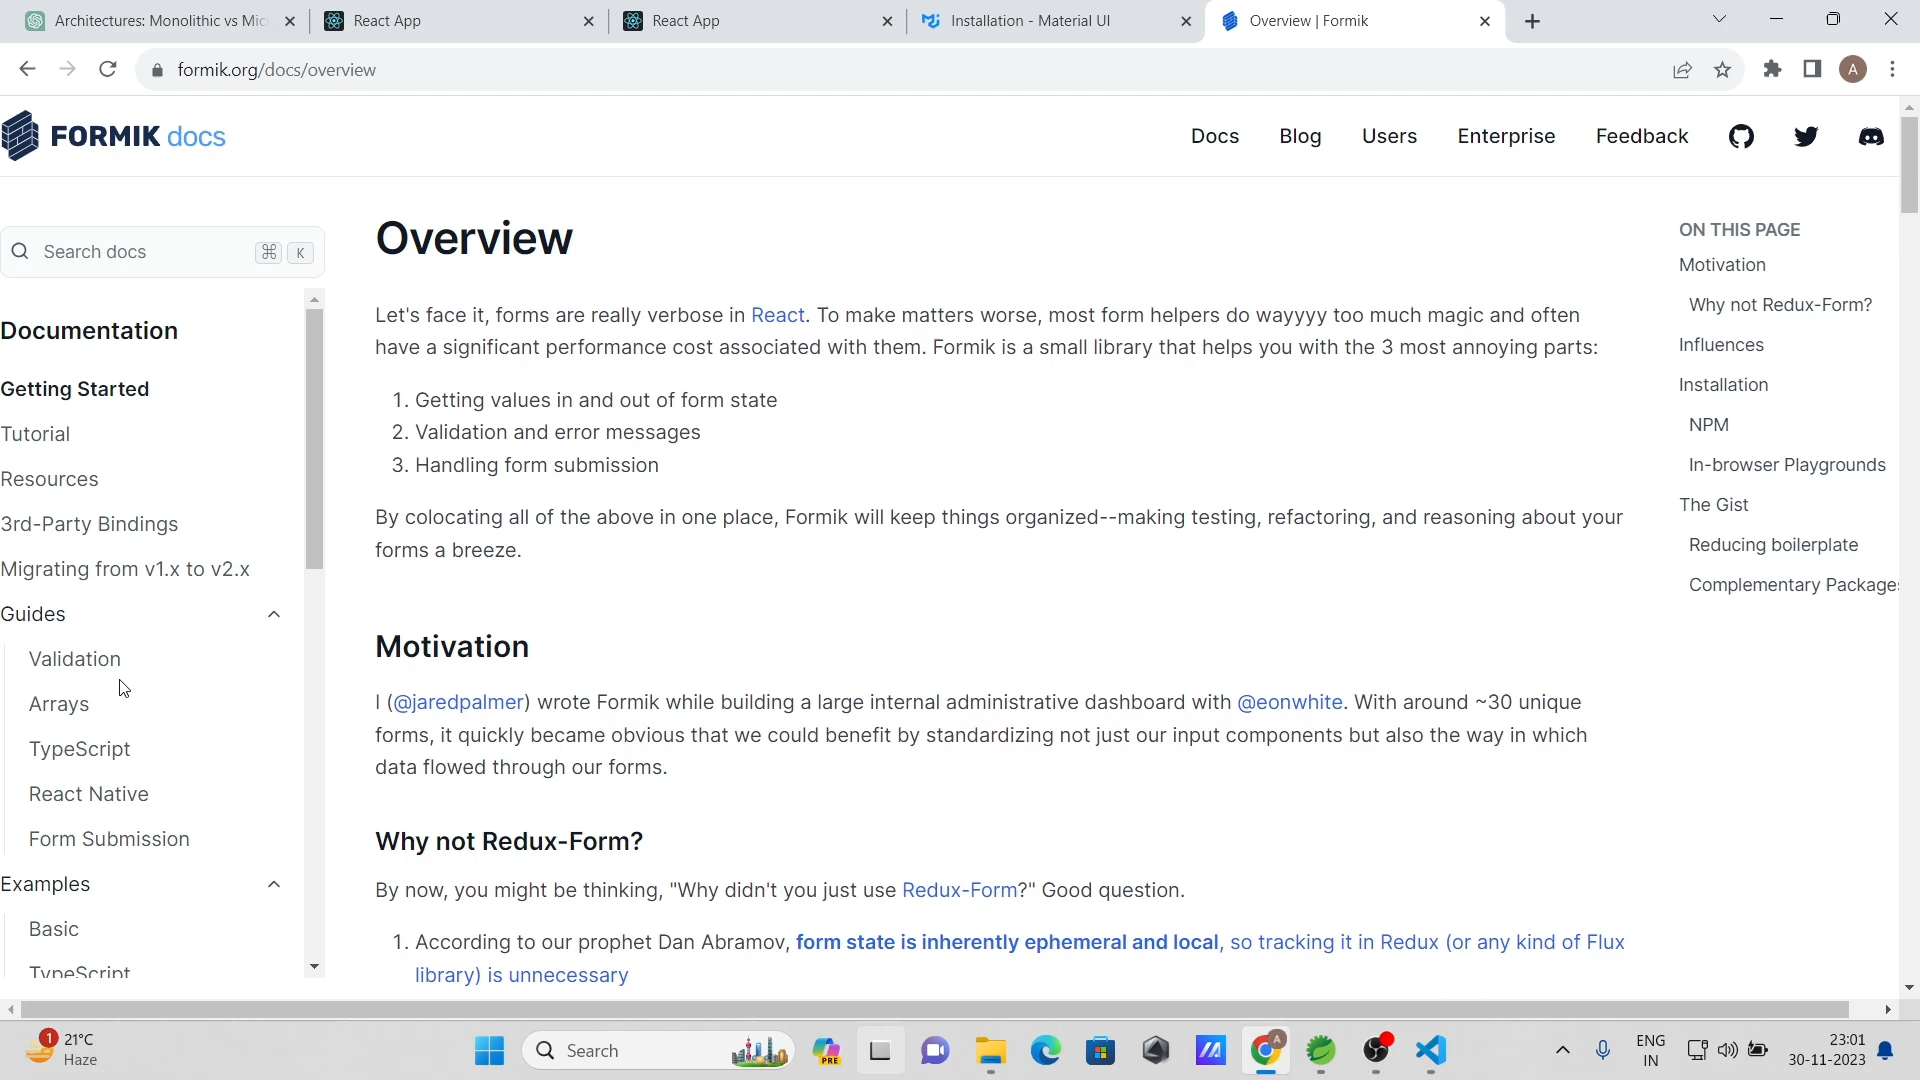 Architectures: Monolithic vs Mic
React App
React App
Installation - Material UI
Overview | Formik
formik.org/docs/overview
A
FORMIK docs
Docs
Blog
Users
Enterprise
Feedback
Search docs
⌘ K
Documentation
Getting Started
Tutorial
Resources
3rd-Party Bindings
Migrating from v1.x to v2.x
Guides
Validation
Arrays
TypeScript
React Native
Form Submission
Examples
Basic
TypeScript
Overview
Let's face it, forms are really verbose in React. To make matters worse, most form helpers do wayyyy too much magic and often
have a significant performance cost associated with them. Formik is a small library that helps you with the 3 most annoying parts:
1. Getting values in and out of form state
2. Validation and error messages
3. Handling form submission
By colocating all of the above in one place, Formik will keep things organized--making testing, refactoring, and reasoning about your
forms a breeze.
Motivation
I (@jaredpalmer) wrote Formik while building a large internal administrative dashboard with @eonwhite. With around ~30 unique
forms, it quickly became obvious that we could benefit by standardizing not just our input components but also the way in which
data flowed through our forms.
Why not Redux-Form?
By now, you might be thinking, "Why didn't you just use Redux-Form?" Good question.
1. According to our prophet Dan Abramov, form state is inherently ephemeral and local, so tracking it in Redux (or any kind of Flux
library) is unnecessary
ON THIS PAGE
Motivation
Why not Redux-Form?
Influences
Installation
NPM
In-browser Playgrounds
The Gist
Reducing boilerplate
Complementary Packages
1
21°C
Haze
Search
PRE
A
ENG
IN
23:01
30-11-2023